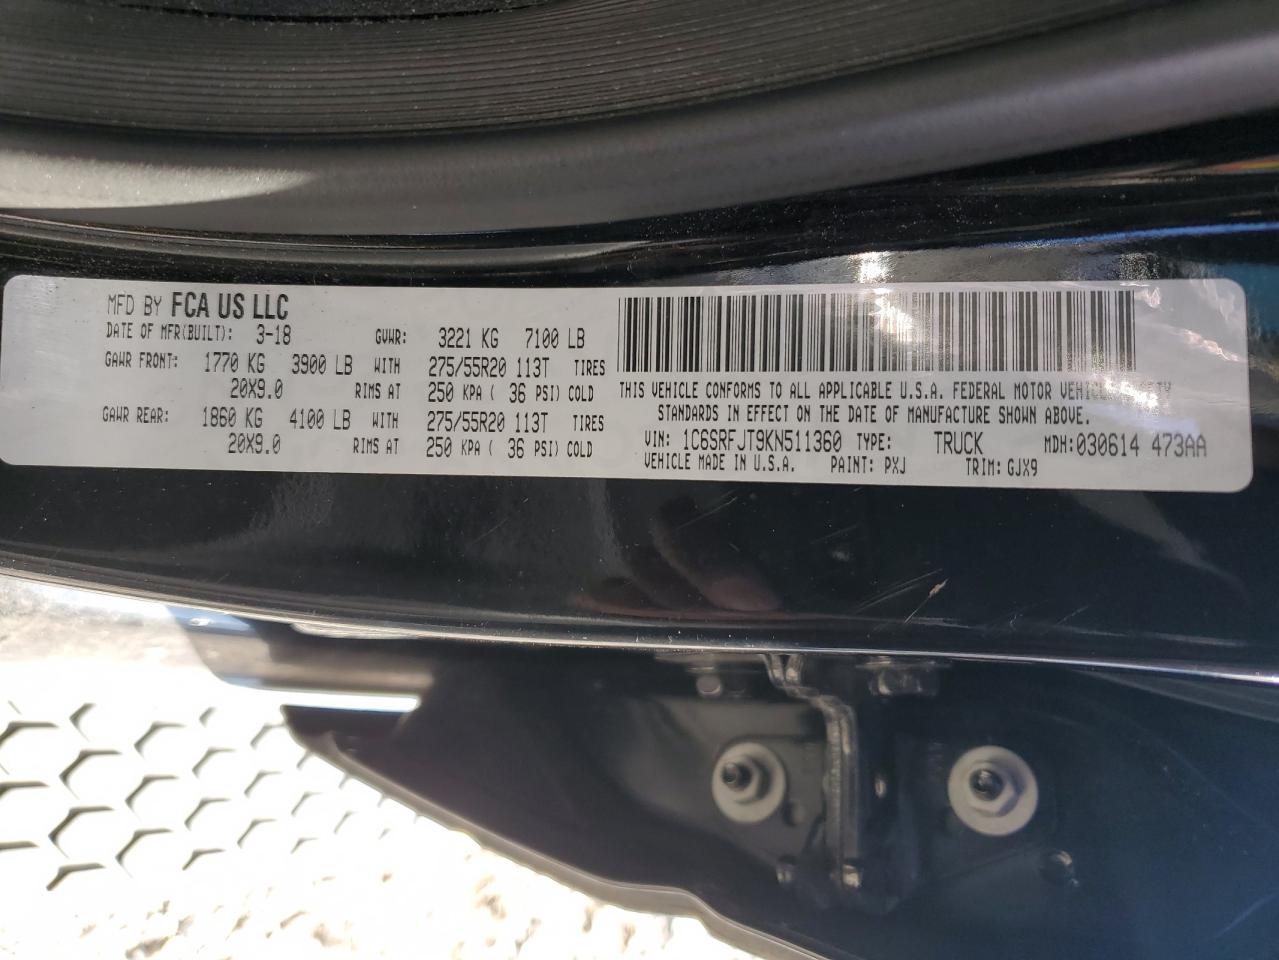 MFD BY FCA US LLC
DATE OF MFR(BUILT): 3-18 GVWR: 3221 KG 7100 LB
GAWR FRONT: 1770 KG 3900 LB WITH 275/55R20 113T TIRES
20X9.0 RIMS AT 250 KPA ( 36 PSI) COLD
GAWR REAR: 1860 KG 4100 LB WITH 275/55R20 113T TIRES
20X9.0 RIMS AT 250 KPA ( 36 PSI) COLD
THIS VEHICLE CONFORMS TO ALL APPLICABLE U.S.A. FEDERAL MOTOR VEHICLE
STANDARDS IN EFFECT ON THE DATE OF MANUFACTURE SHOWN ABOVE.
VIN: 1C6SRFJT9KN511360 TYPE: TRUCK MDH:030614 473AA
VEHICLE MADE IN U.S.A. PAINT: PXJ TRIM:GJX9